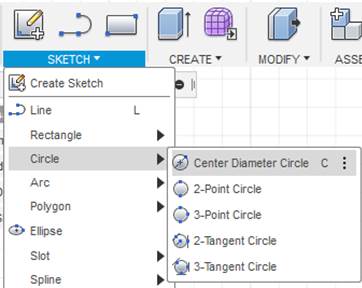 SKETCH CREATE MODIFY ASSE
Create Sketch
Line L
Rectangle
Circle
Center Diameter Circle C
Arc
2-Point Circle
Polygon
3-Point Circle
Ellipse
2-Tangent Circle
Slot
3-Tangent Circle
Spline